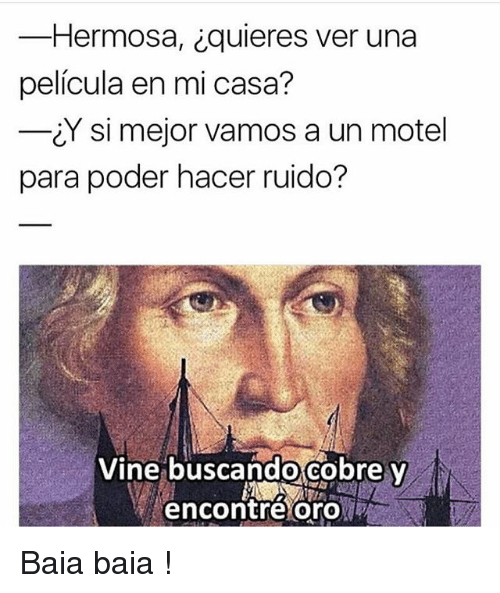 —Hermosa, ¿quieres ver una
película en mi casa?
—¿Y si mejor vamos a un motel
para poder hacer ruido?
—
Vine buscando cobre y
encontré oro
Baia baia !